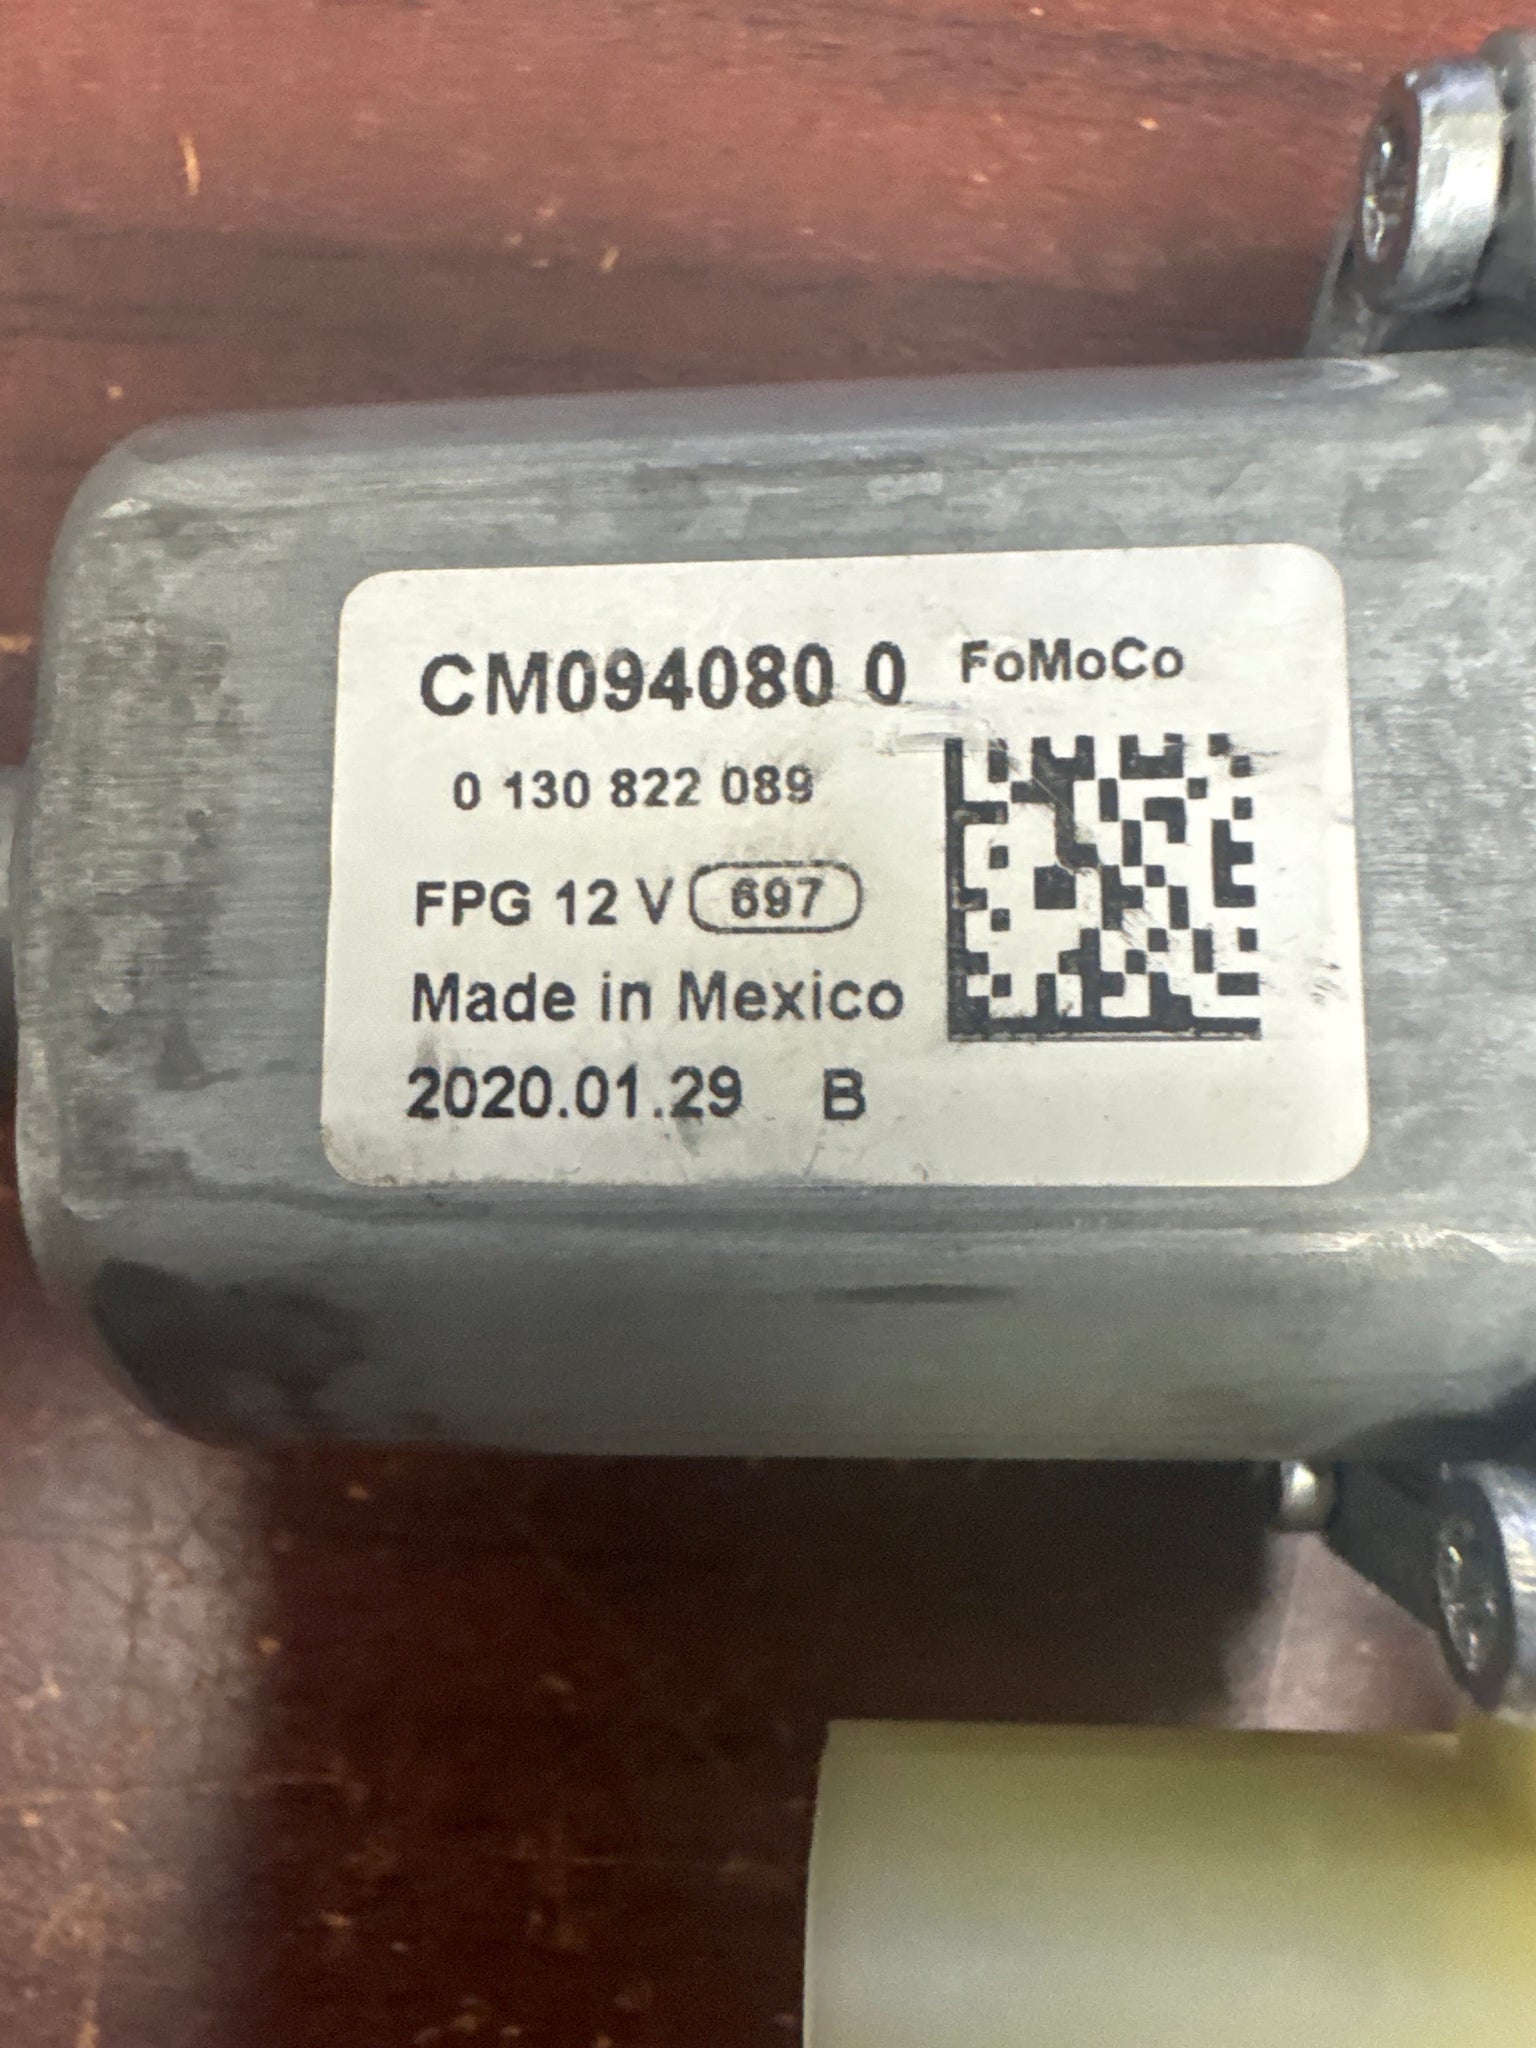 CM094080 0 FoMoCo
0 130 822 089
FPG 12 V 697
Made in Mexico
2020.01.29 B